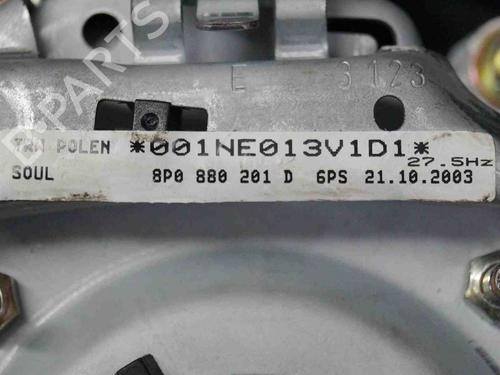 B-PARTS
E 3123
TRW POLEN *001NE013V1D1*
27.5Hz
SOUL 8P0 880 201 D 6PS 21.10.2003